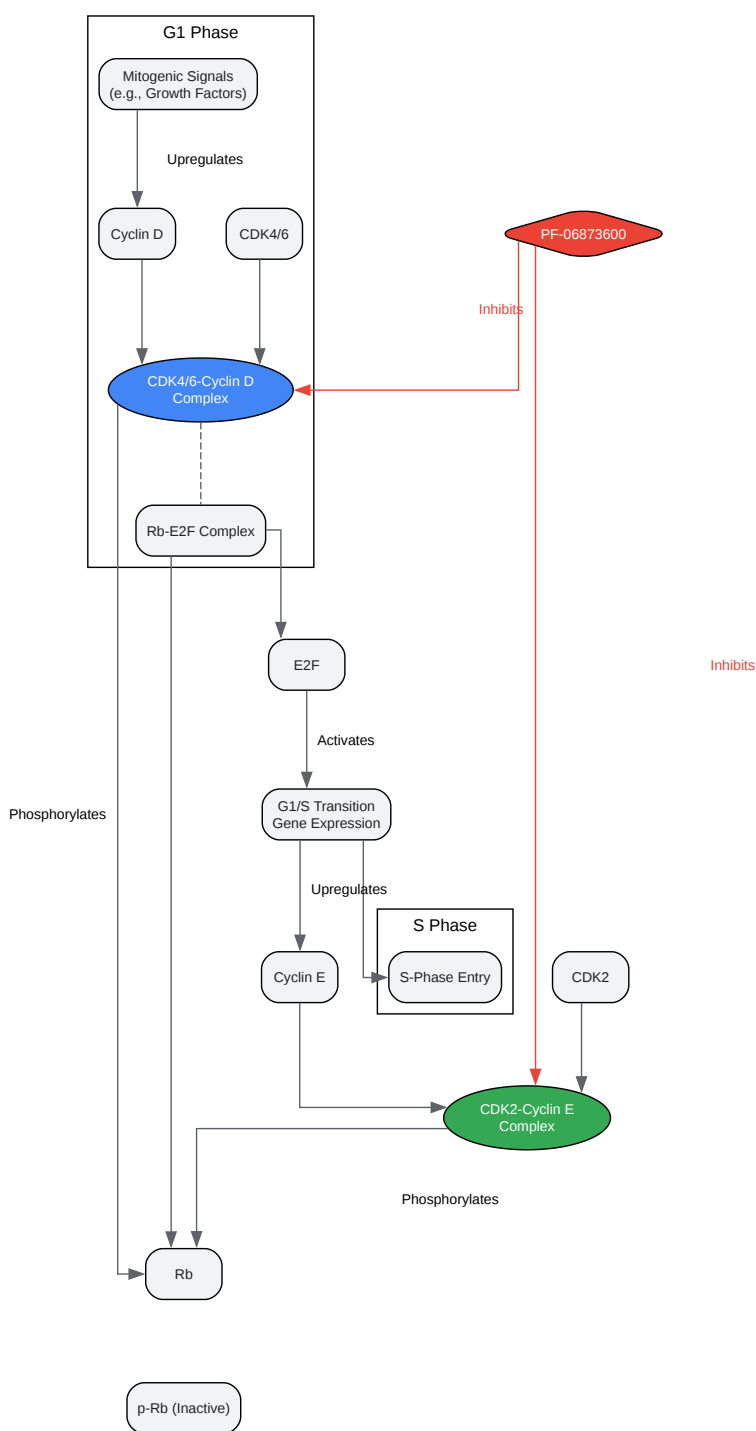 G1 Phase
Mitogenic Signals
(e.g., Growth Factors)
Upregulates
Cyclin D
CDK4/6
PF-06873600
Inhibits
CDK4/6-Cyclin D
Complex
Rb-E2F Complex
E2F
Inhibits
Activates
G1/S Transition
Gene Expression
Phosphorylates
Upregulates
S Phase
Cyclin E
S-Phase Entry
CDK2
CDK2-Cyclin E
Complex
Phosphorylates
Rb
p-Rb (Inactive)